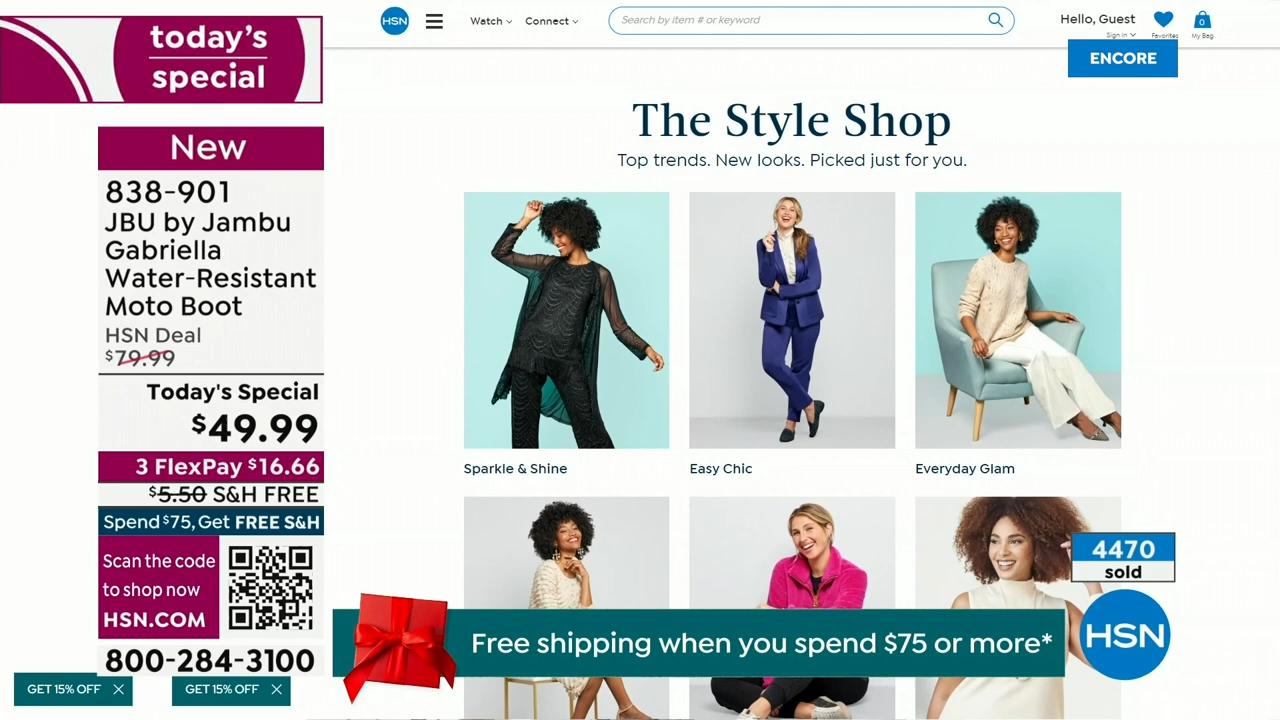 today's
special
New
838-901
JBU by Jambu
Gabriella
Water-Resistant
Moto Boot
HSN Deal
$79.99
Today's Special
$49.99
3 FlexPay $16.66
$5.50 S&H FREE
Spend $75, Get FREE S&H
Scan the code
to shop now
HSN.COM
800-284-3100
GET 15% OFF
GET 15% OFF
HSN
Watch
Connect
Search by item # or keyword
Hello, Guest
Sign In
Favorites
0
My Bag
ENCORE
The Style Shop
Top trends. New looks. Picked just for you.
Sparkle & Shine
Easy Chic
Everyday Glam
4470
sold
Free shipping when you spend $75 or more*
HSN